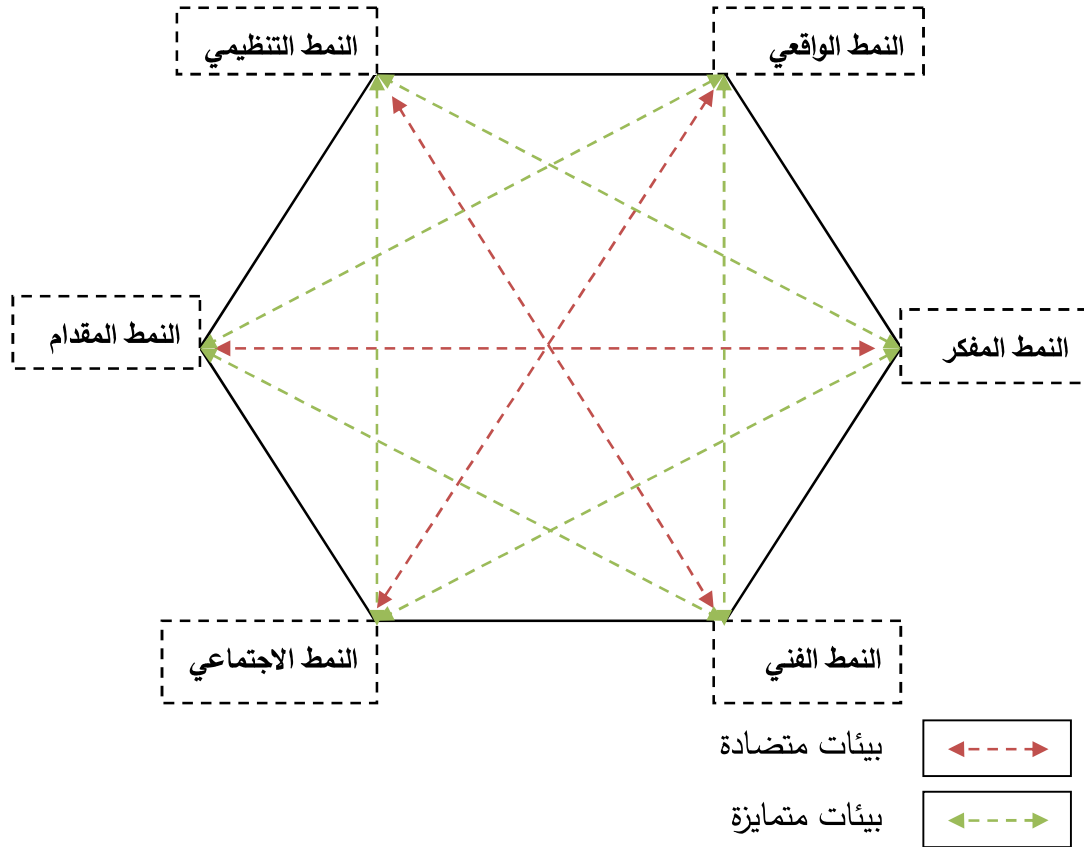 النمط الواقعي
النمط التنظيمي
النمط المفكر
النمط المقدام
النمط الفني
النمط الاجتماعي
بيئات متضادة
بيئات متمايزة